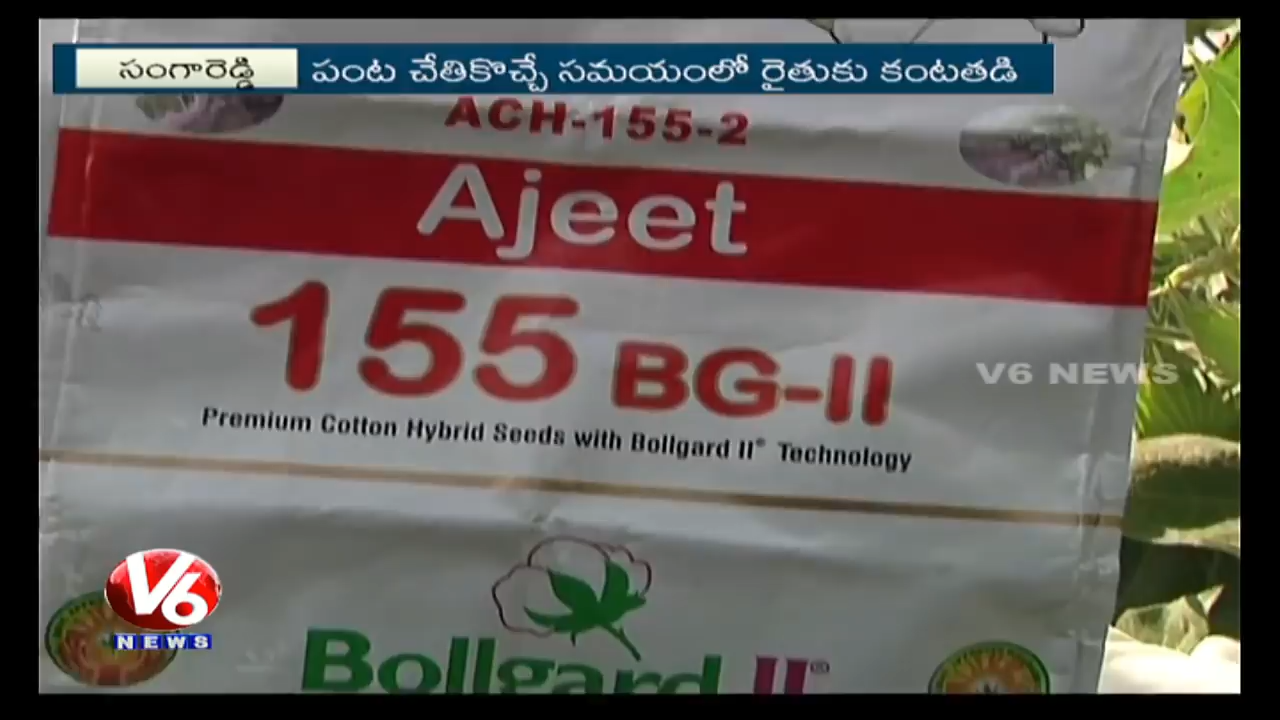 సంగారెడ్డి
పంట చేతికొచ్చే సమయంలో రైతుకు కంటతడి
ACH-155-2
Ajeet
155 BG-II
V6 NEWS
Premium Cotton Hybrid Seeds with Bollgard II® Technology
V6
NEWS
Bollgard II®